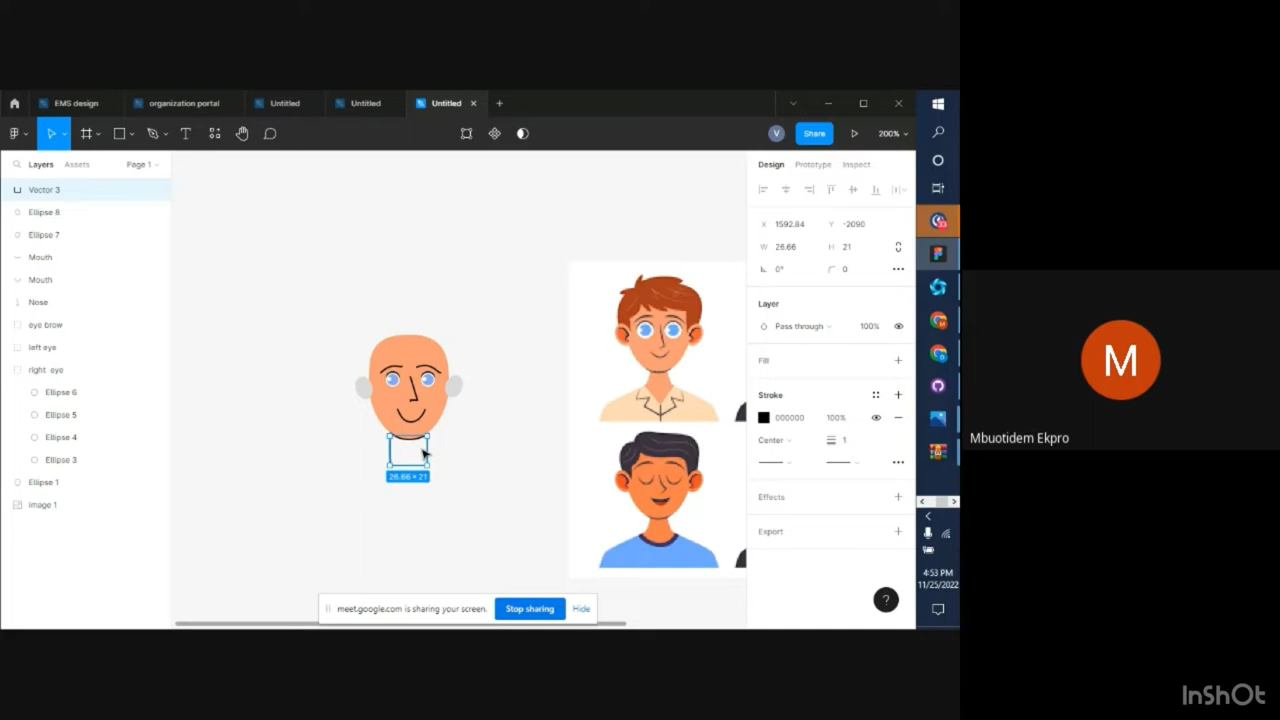 EMS design
organization portal
Untitled
Untitled
Untitled
Share
200%
V
Layers
Assets
Page 1
Design
Prototype
Inspect
Vector 3
Ellipse 8
Ellipse 7
Mouth
Mouth
Nose
eye brow
left eye
right eye
Ellipse 6
Ellipse 5
Ellipse 4
Ellipse 3
Ellipse 1
Image 1
26.66 × 21
X 1592.84 Y -2090
W 26.66 H 21
0° 0
Layer
Pass through 100%
Fill
Stroke
000000 100%
Center 1
Effects
Export
?
meet.google.com is sharing your screen.
Stop sharing
Hide
4:53 PM
11/25/2022
M
Mbuotidem Ekpro
InShOt